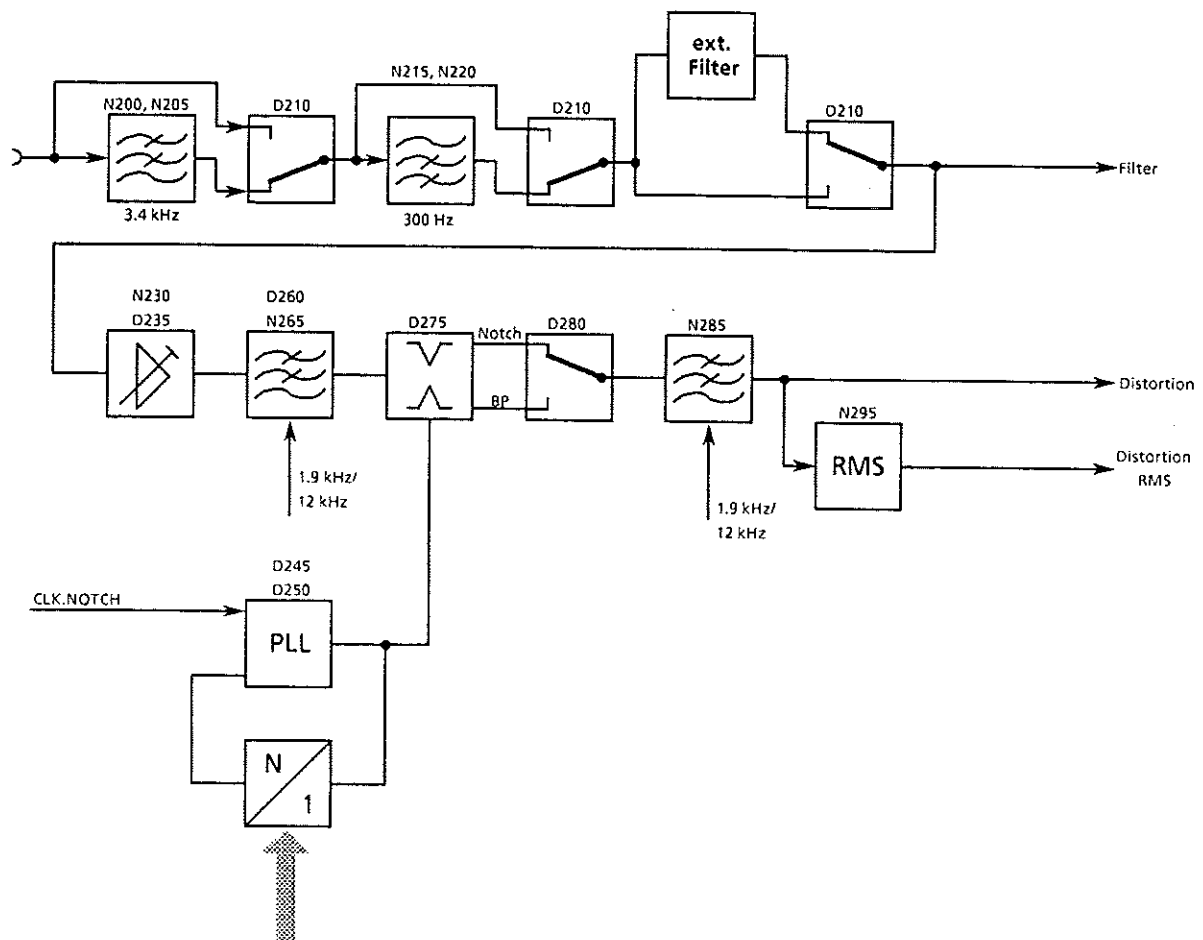 ext.
Filter
N215, N220
N200, N205
D210
D210
D210
Filter
3.4 kHz
300 Hz
N230
D235
D260
N265
D275
Notch
BP
D280
N285
Distortion
N295
RMS
Distortion
RMS
1.9 kHz/
12 kHz
1.9 kHz/
12 kHz
D245
D250
CLK.NOTCH
PLL
N
1